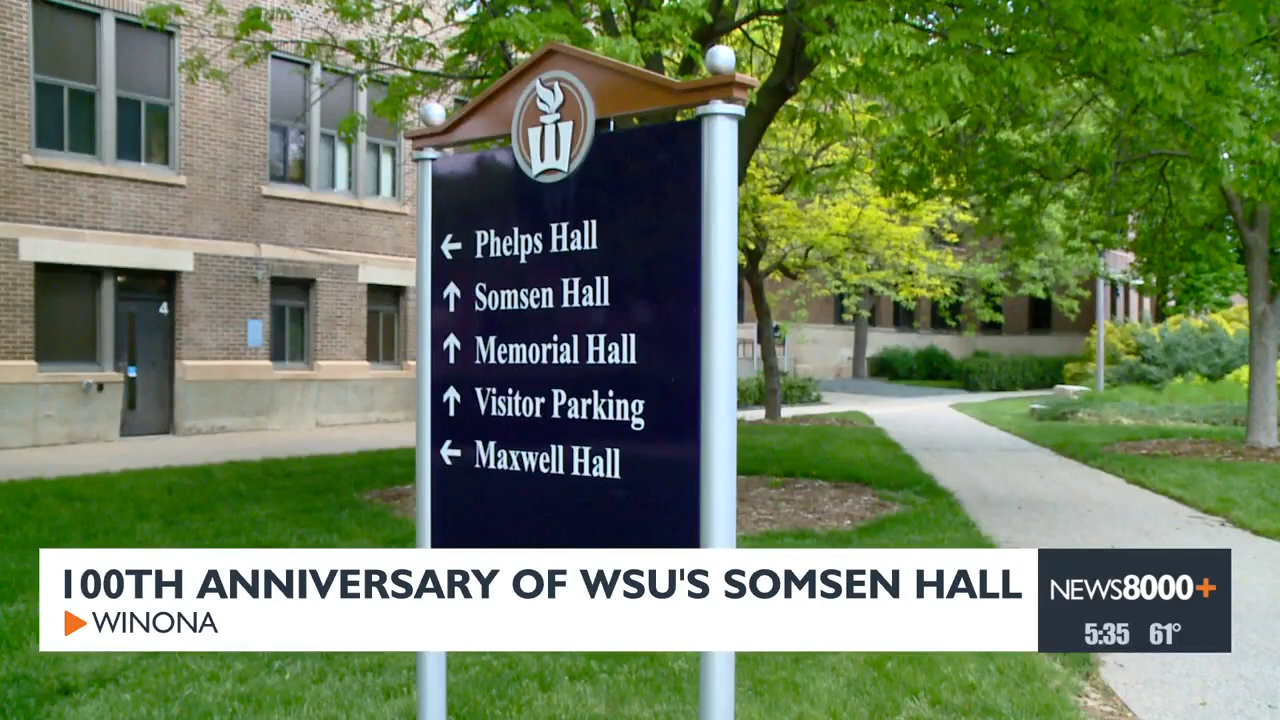 W
← Phelps Hall
↑ Somsen Hall
↑ Memorial Hall
↑ Visitor Parking
← Maxwell Hall
4
100TH ANNIVERSARY OF WSU'S SOMSEN HALL
WINONA
NEWS8000+
5:35 61°